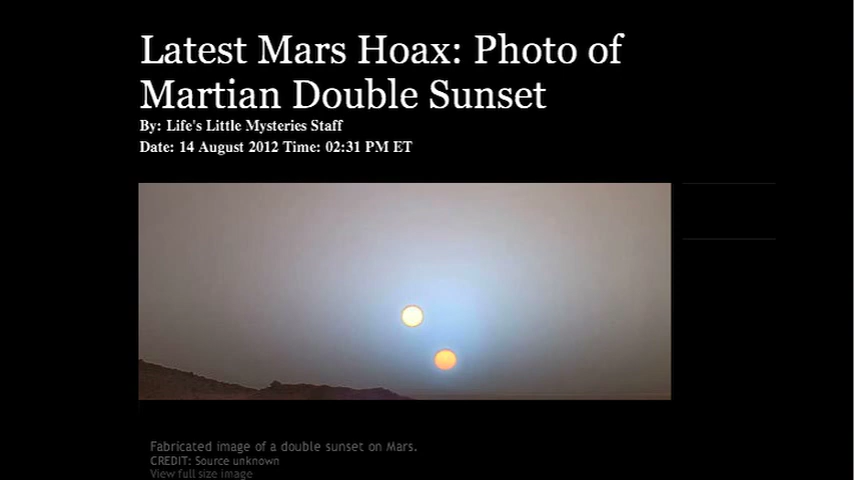 Latest Mars Hoax: Photo of
Martian Double Sunset
By: Life's Little Mysteries Staff
Date: 14 August 2012 Time: 02:31 PM ET
Fabricated image of a double sunset on Mars.
CREDIT: Source unknown
View full size image